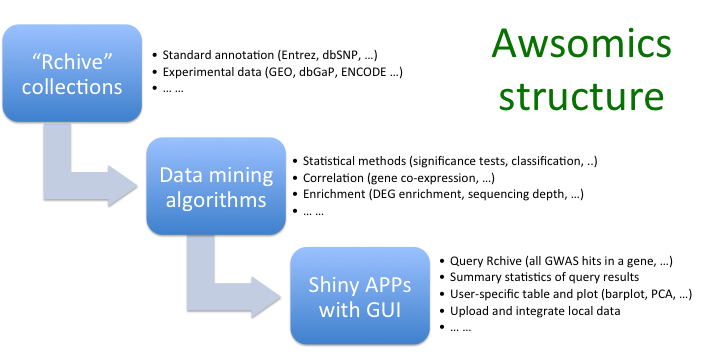 Awsomics
structure
“Rchive”
collections
• Standard annotation (Entrez, dbSNP, ...)
• Experimental data (GEO, dbGaP, ENCODE ...)
• ... ...
Data mining
algorithms
• Statistical methods (significance tests, classification, ..)
• Correlation (gene co-expression, ...)
• Enrichment (DEG enrichment, sequencing depth, ...)
• ... ...
Shiny APPs
with GUI
• Query Rchive (all GWAS hits in a gene, ...)
• Summary statistics of query results
• User-specific table and plot (barplot, PCA, ...)
• Upload and integrate local data
• ... ...